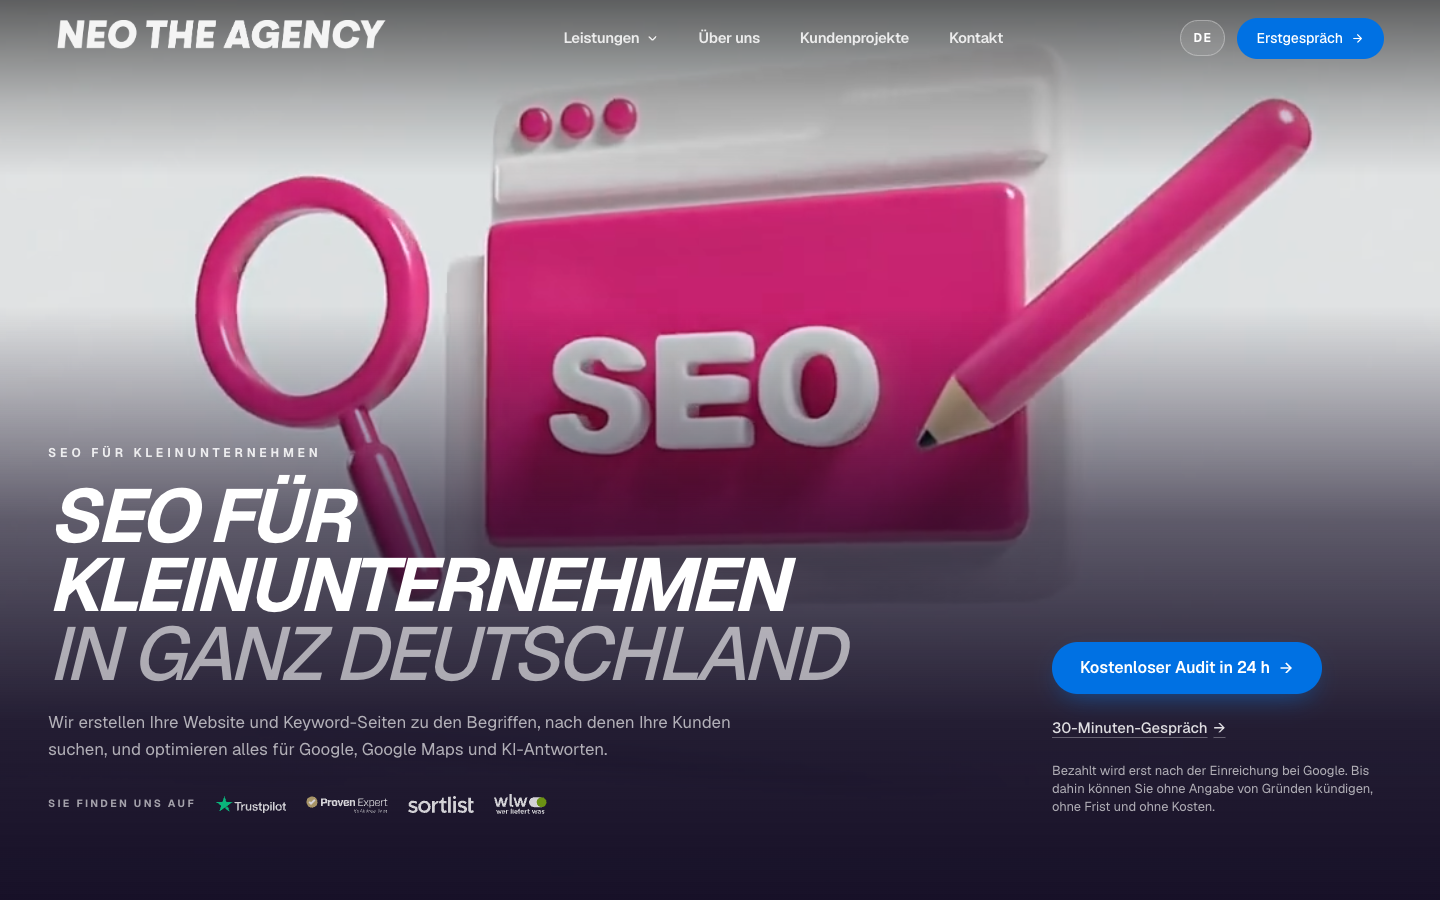 NEO THE AGENCY
Leistungen
Über uns
Kundenprojekte
Kontakt
DE
Erstgespräch →
SEO
SEO FÜR KLEINUNTERNEHMEN
SEO FÜR
KLEINUNTERNEHMEN
IN GANZ DEUTSCHLAND
Wir erstellen Ihre Website und Keyword-Seiten zu den Begriffen, nach denen Ihre Kunden
suchen, und optimieren alles für Google, Google Maps und KI-Antworten.
SIE FINDEN UNS AUF
Trustpilot
Proven Expert
sortlist
wlw
wer liefert was
Kostenloser Audit in 24 h →
30-Minuten-Gespräch →
Bezahlt wird erst nach der Einreichung bei Google. Bis
dahin können Sie ohne Angabe von Gründen kündigen,
ohne Frist und ohne Kosten.